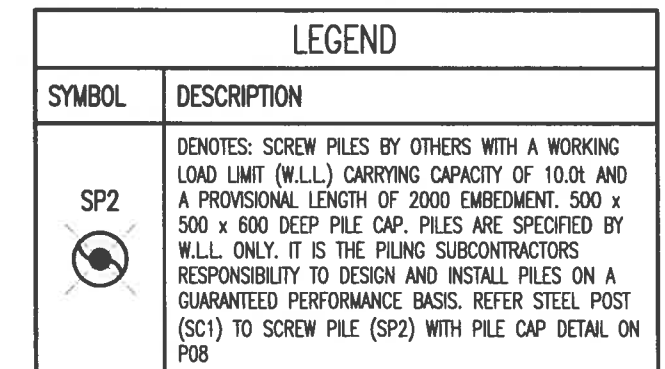 LEGEND
SYMBOL DESCRIPTION
SP2
DENOTES: SCREW PILES BY OTHERS WITH A WORKING
LOAD LIMIT (W.L.L.) CARRYING CAPACITY OF 10.0t AND
A PROVISIONAL LENGTH OF 2000 EMBEDMENT. 500 x
500 x 600 DEEP PILE CAP. PILES ARE SPECIFIED BY
W.L.L. ONLY. IT IS THE PILING SUBCONTRACTORS
RESPONSIBILITY TO DESIGN AND INSTALL PILES ON A
GUARANTEED PERFORMANCE BASIS. REFER STEEL POST
(SC1) TO SCREW PILE (SP2) WITH PILE CAP DETAIL ON
P08